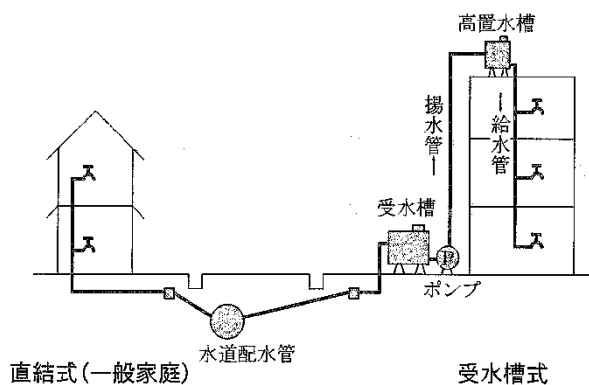 高置水槽
揚水管→
←給水管
受水槽
P
ポンプ
水道配水管
直結式(一般家庭)
受水槽式